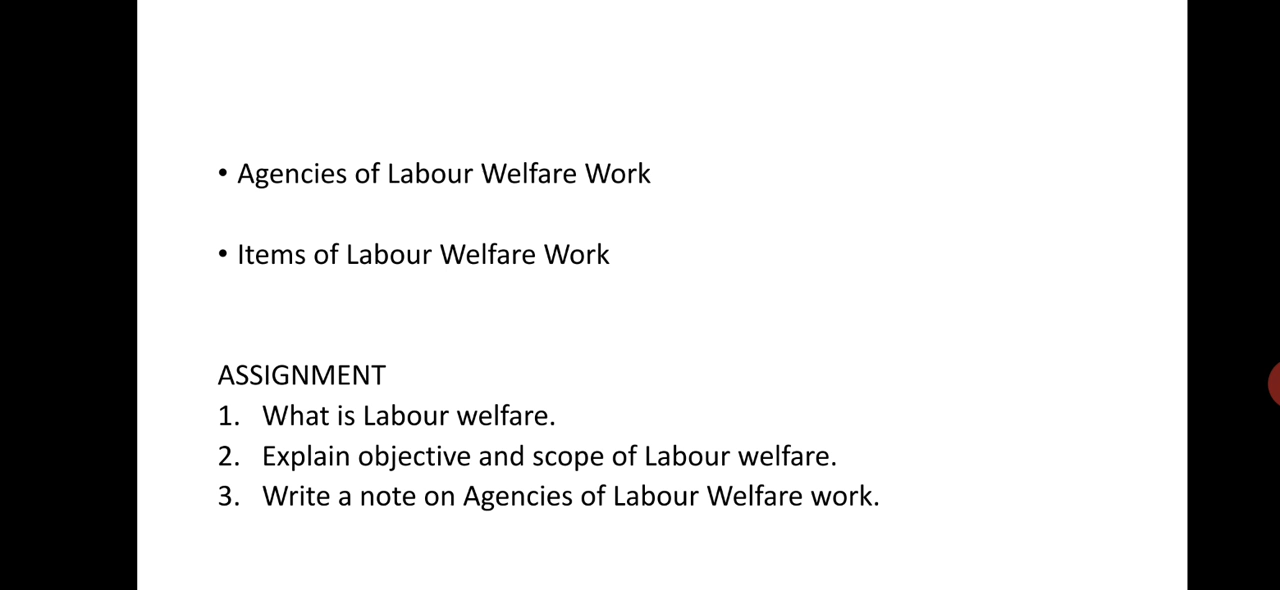 • Agencies of Labour Welfare Work
• Items of Labour Welfare Work
ASSIGNMENT
1. What is Labour welfare.
2. Explain objective and scope of Labour welfare.
3. Write a note on Agencies of Labour Welfare work.